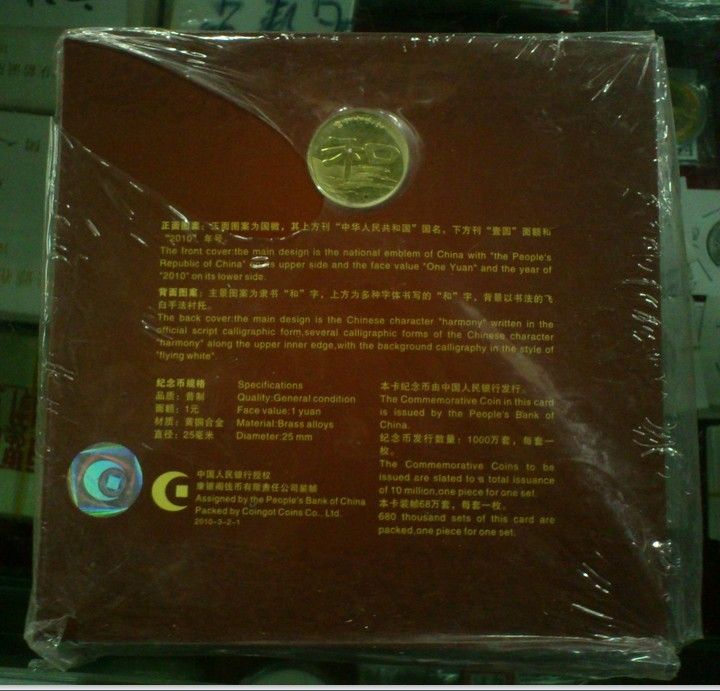 和
正面图案：正面图案为国徽，其上方刊“中华人民共和国”国名，下方刊“壹圆”面额和
“2010”年号。
The front cover:the main design is the national emblem of China with "the People's
Republic of China" on its upper side and the face value "One Yuan" and the year of
"2010" on its lower side.
背面图案：主景图案为隶书“和”字，上方为多种字体书写的“和”字，背景以书法的飞
白手法衬托。
The back cover:the main design is the Chinese character "harmony" written in the
official script calligraphic form,several calligraphic forms of the Chinese character
"harmony" along the upper inner edge,with the background calligraphy in the style of
"flying white".
纪念币规格 Specifications
品质：普制 Quality:General condition
面额：1元 Face value:1 yuan
材质：黄铜合金 Material:Brass alloys
直径：25毫米 Diameter:25 mm
中国人民银行授权
康银阁钱币有限责任公司装帧
Assigned by the People's Bank of China
Packed by Coingot Coins Co., Ltd.
2010-3-2-1
本卡纪念币由中国人民银行发行。
The Commemorative Coin in this card
is issued by the People's Bank of
China.
纪念币发行数量：1000万套，每套一
枚。
The Commemorative Coins to be
issued are slated to a total issuance
of 10 million,one piece for one set.
本卡装帧68万套，每套一枚。
680 thousand sets of this card are
packed,one piece for one set.